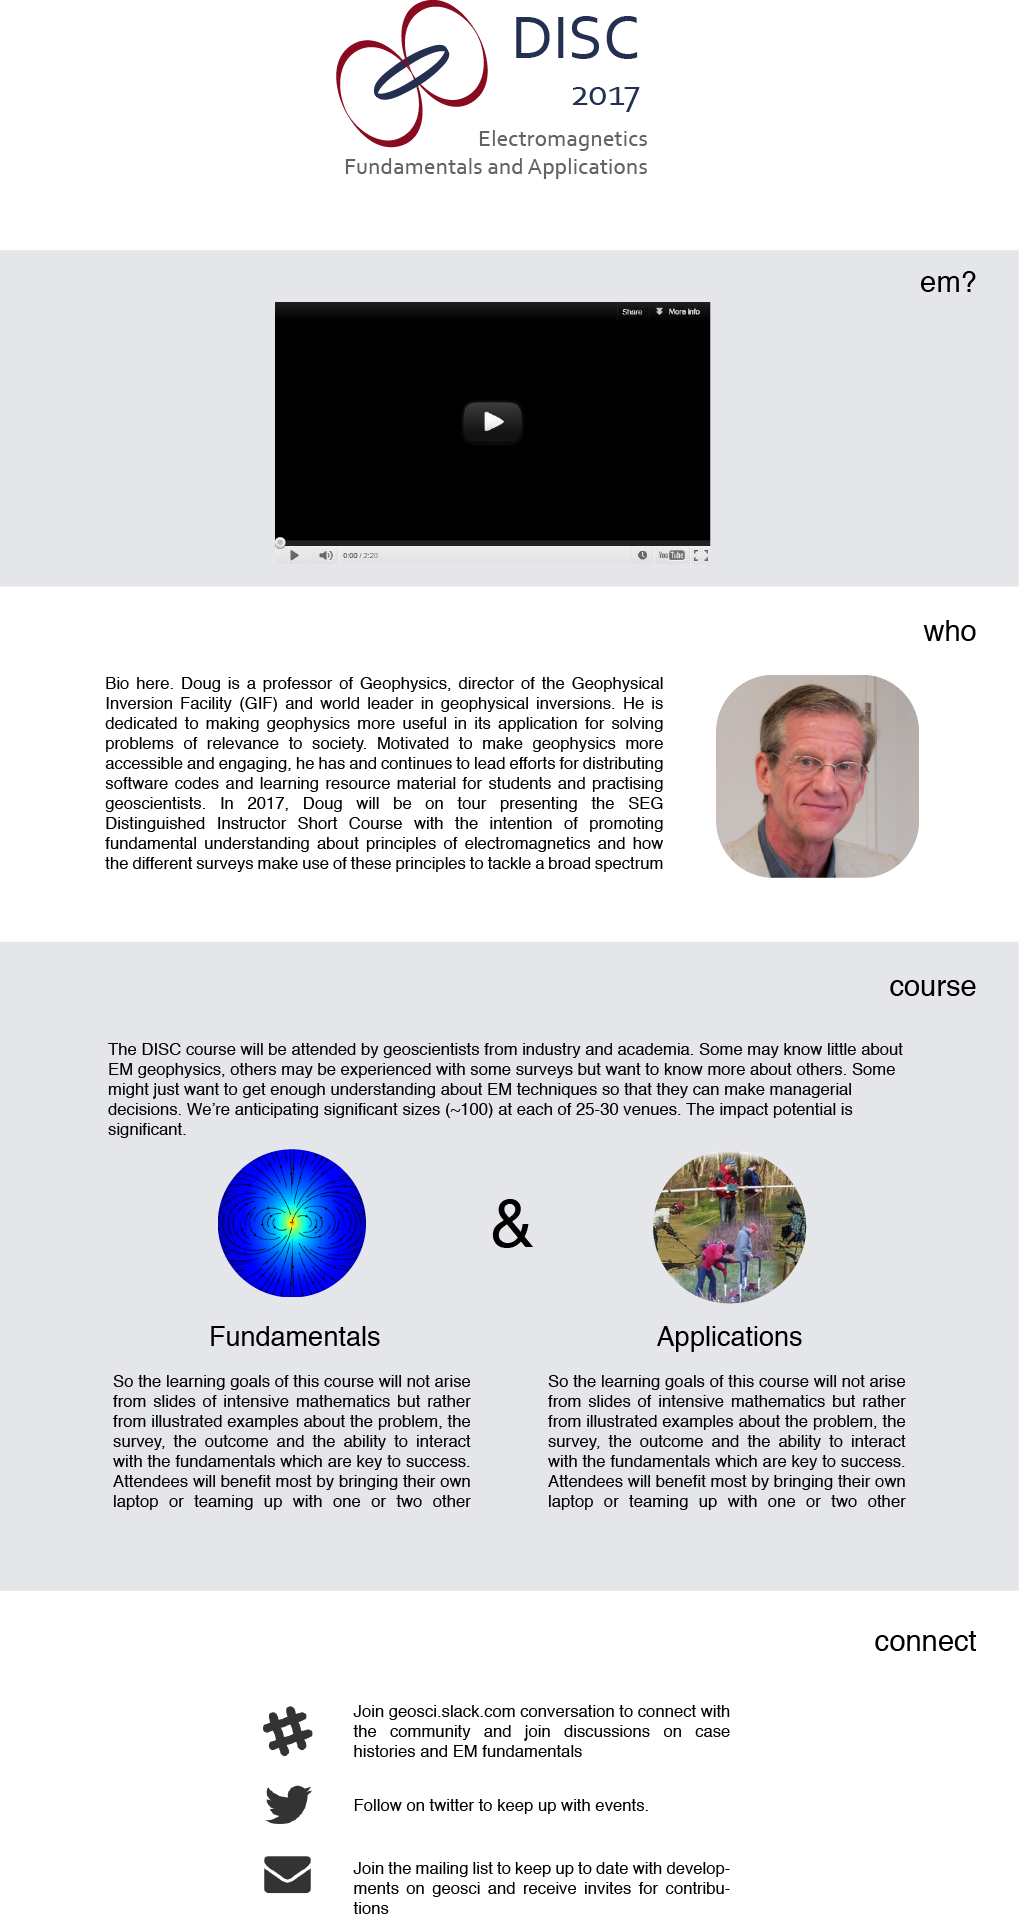 DISC
2017
Electromagnetics
Fundamentals and Applications
em?
Share More info
0:00 / 2:20
You Tube
who
Bio here. Doug is a professor of Geophysics, director of the Geophysical
Inversion Facility (GIF) and world leader in geophysical inversions. He is
dedicated to making geophysics more useful in its application for solving
problems of relevance to society. Motivated to make geophysics more
accessible and engaging, he has and continues to lead efforts for distributing
software codes and learning resource material for students and practising
geoscientists. In 2017, Doug will be on tour presenting the SEG
Distinguished Instructor Short Course with the intention of promoting
fundamental understanding about principles of electromagnetics and how
the different surveys make use of these principles to tackle a broad spectrum
course
The DISC course will be attended by geoscientists from industry and academia. Some may know little about
EM geophysics, others may be experienced with some surveys but want to know more about others. Some
might just want to get enough understanding about EM techniques so that they can make managerial
decisions. We’re anticipating significant sizes (~100) at each of 25-30 venues. The impact potential is
significant.
&
Fundamentals
So the learning goals of this course will not arise
from slides of intensive mathematics but rather
from illustrated examples about the problem, the
survey, the outcome and the ability to interact
with the fundamentals which are key to success.
Attendees will benefit most by bringing their own
laptop or teaming up with one or two other
Applications
So the learning goals of this course will not arise
from slides of intensive mathematics but rather
from illustrated examples about the problem, the
survey, the outcome and the ability to interact
with the fundamentals which are key to success.
Attendees will benefit most by bringing their own
laptop or teaming up with one or two other
connect
Join geosci.slack.com conversation to connect with
the community and join discussions on case
histories and EM fundamentals
Follow on twitter to keep up with events.
Join the mailing list to keep up to date with develop-
ments on geosci and receive invites for contribu-
tions